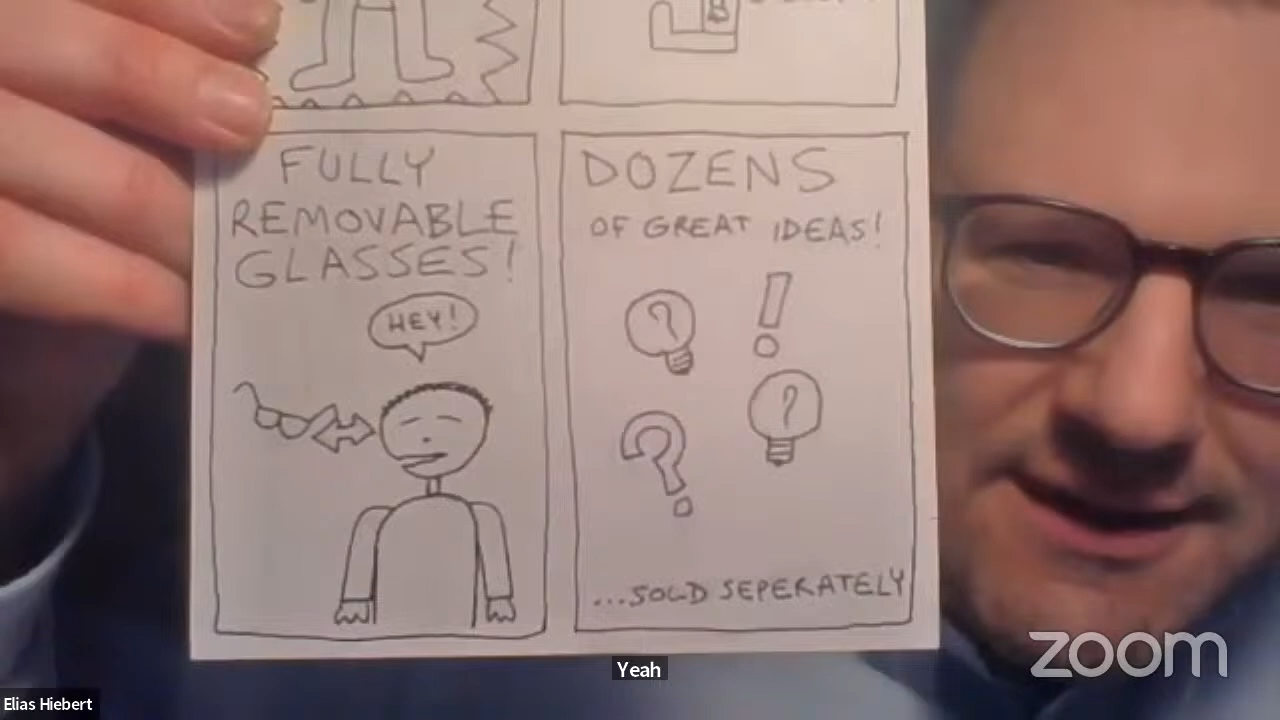 FULLY
REMOVABLE
GLASSES!
HEY!
DOZENS
OF GREAT IDEAS!
?
!
?
?
...SOLD SEPERATELY
Yeah
zoom
Elias Hiebert